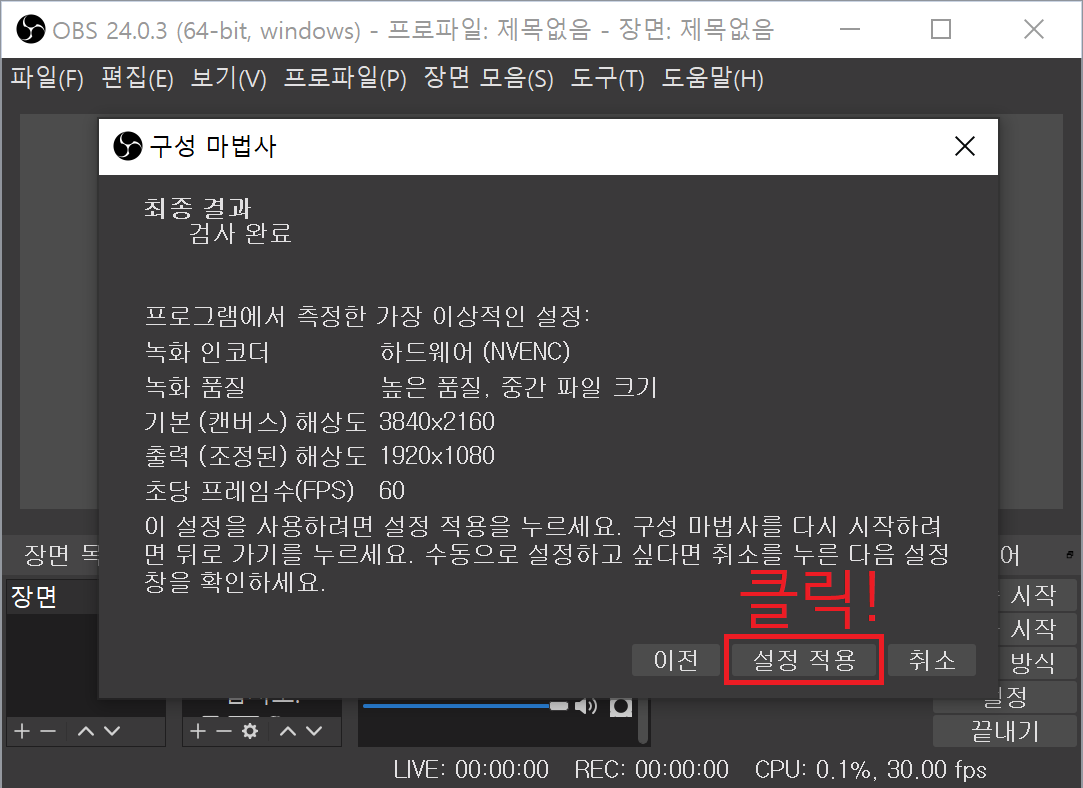 OBS 24.0.3 (64-bit, windows) - 프로파일: 제목없음 - 장면: 제목없음
파일(F) 편집(E) 보기(V) 프로파일(P) 장면 모음(S) 도구(T) 도움말(H)
구성 마법사
최종 결과
검사 완료
프로그램에서 측정한 가장 이상적인 설정:
녹화 인코더 하드웨어 (NVENC)
녹화 품질 높은 품질, 중간 파일 크기
기본 (캔버스) 해상도 3840x2160
출력 (조정된) 해상도 1920x1080
초당 프레임수(FPS) 60
이 설정을 사용하려면 설정 적용을 누르세요. 구성 마법사를 다시 시작하려
면 뒤로 가기를 누르세요. 수동으로 설정하고 싶다면 취소를 누른 다음 설정
창을 확인하세요.
클릭!
이전 설정 적용 취소
장면 목
어
장면
시작
시작
방식
설정
끝내기
LIVE: 00:00:00 REC: 00:00:00 CPU: 0.1%, 30.00 fps